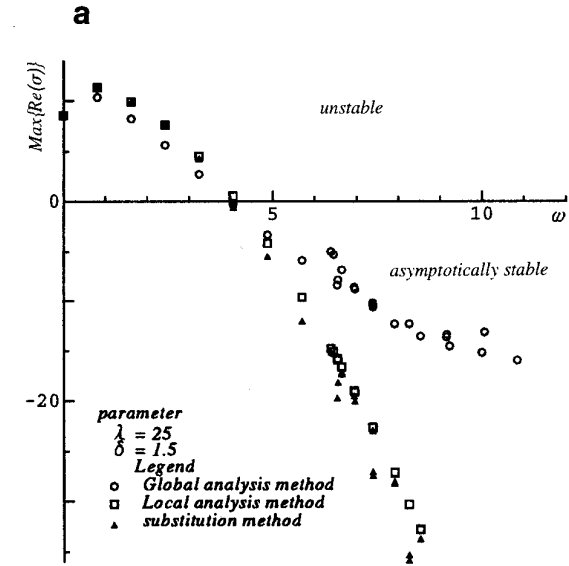 a
Max{Re(σ)}
unstable
0
5
10
ω
asymptotically stable
-20
parameter
λ = 25
δ = 1.5
Legend
Global analysis method
Local analysis method
substitution method